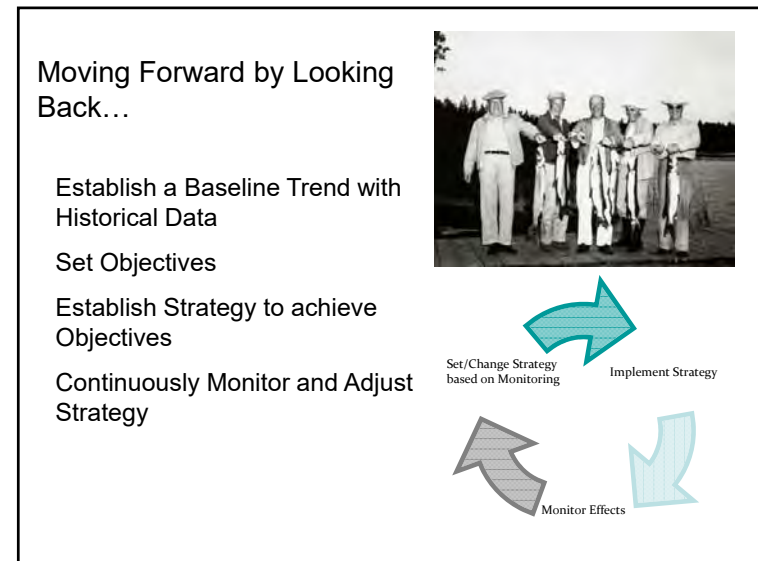 Moving Forward by Looking
Back…
Establish a Baseline Trend with
Historical Data
Set Objectives
Establish Strategy to achieve
Objectives
Continuously Monitor and Adjust
Strategy
Set/Change Strategy
based on Monitoring
Implement Strategy
Monitor Effects